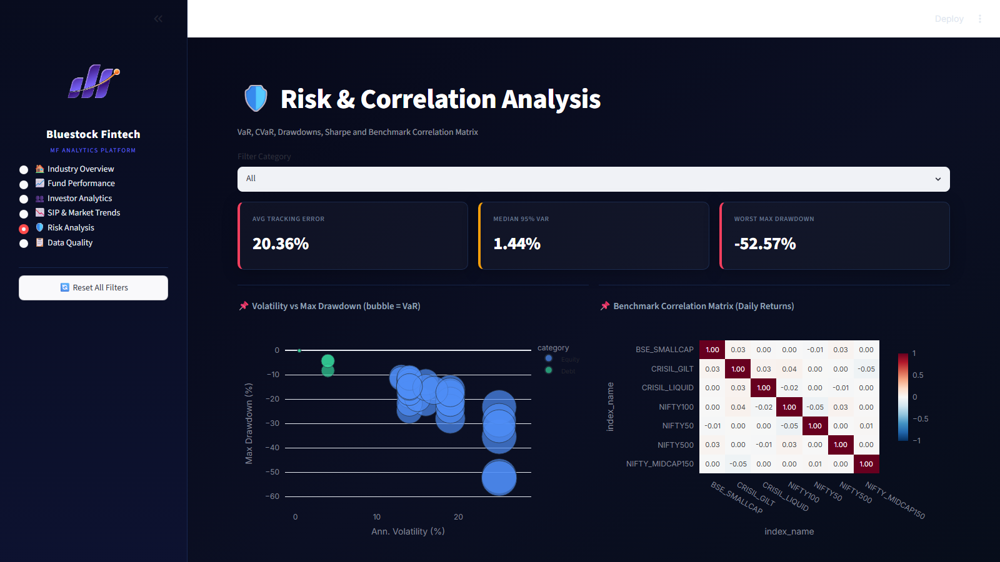 Deploy
Bluestock Fintech
MF ANALYTICS PLATFORM
Industry Overview
Fund Performance
Investor Analytics
SIP & Market Trends
Risk Analysis
Data Quality
Reset All Filters
Risk & Correlation Analysis
VaR, CVaR, Drawdowns, Sharpe and Benchmark Correlation Matrix
Filter Category
All
AVG TRACKING ERROR
20.36%
MEDIAN 95% VAR
1.44%
WORST MAX DRAWDOWN
-52.57%
Volatility vs Max Drawdown (bubble = VaR)
0
−10
−20
−30
−40
−50
−60
Max Drawdown (%)
0 10 20
Ann. Volatility (%)
category
Equity
Debt
Benchmark Correlation Matrix (Daily Returns)
index_name
BSE_SMALLCAP 1.00 0.03 0.00 0.00 -0.01 0.03 0.00
CRISIL_GILT 0.03 1.00 0.03 0.04 0.00 0.00 -0.05
CRISIL_LIQUID 0.00 0.03 1.00 -0.02 0.00 -0.01 0.00
NIFTY100 0.00 0.04 -0.02 1.00 -0.05 0.03 0.00
NIFTY50 -0.01 0.00 0.00 -0.05 1.00 0.00 0.01
NIFTY500 0.03 0.00 -0.01 0.03 0.00 1.00 0.00
NIFTY_MIDCAP150 0.00 -0.05 0.00 0.00 0.01 0.00 1.00
BSE_SMALLCAP CRISIL_GILT CRISIL_LIQUID NIFTY100 NIFTY50 NIFTY500 NIFTY_MIDCAP150
index_name
1
0.5
0
−0.5
−1